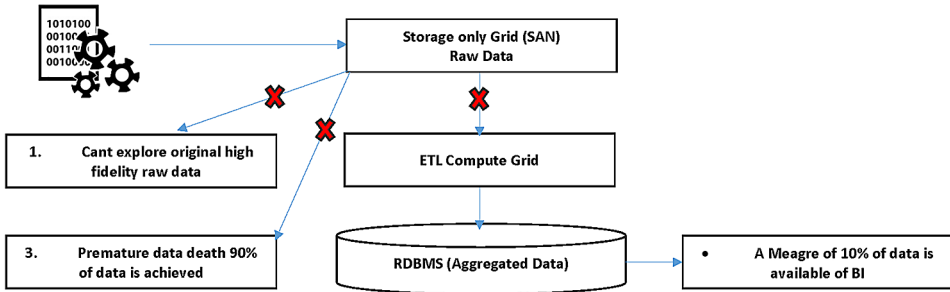 1010100
Storage only Grid (SAN)
Raw Data
1. Cant explore original high
fidelity raw data
ETL Compute Grid
3. Premature data death 90%
of data is achieved
RDBMS (Aggregated Data)
• A Meagre of 10% of data is
available of BI